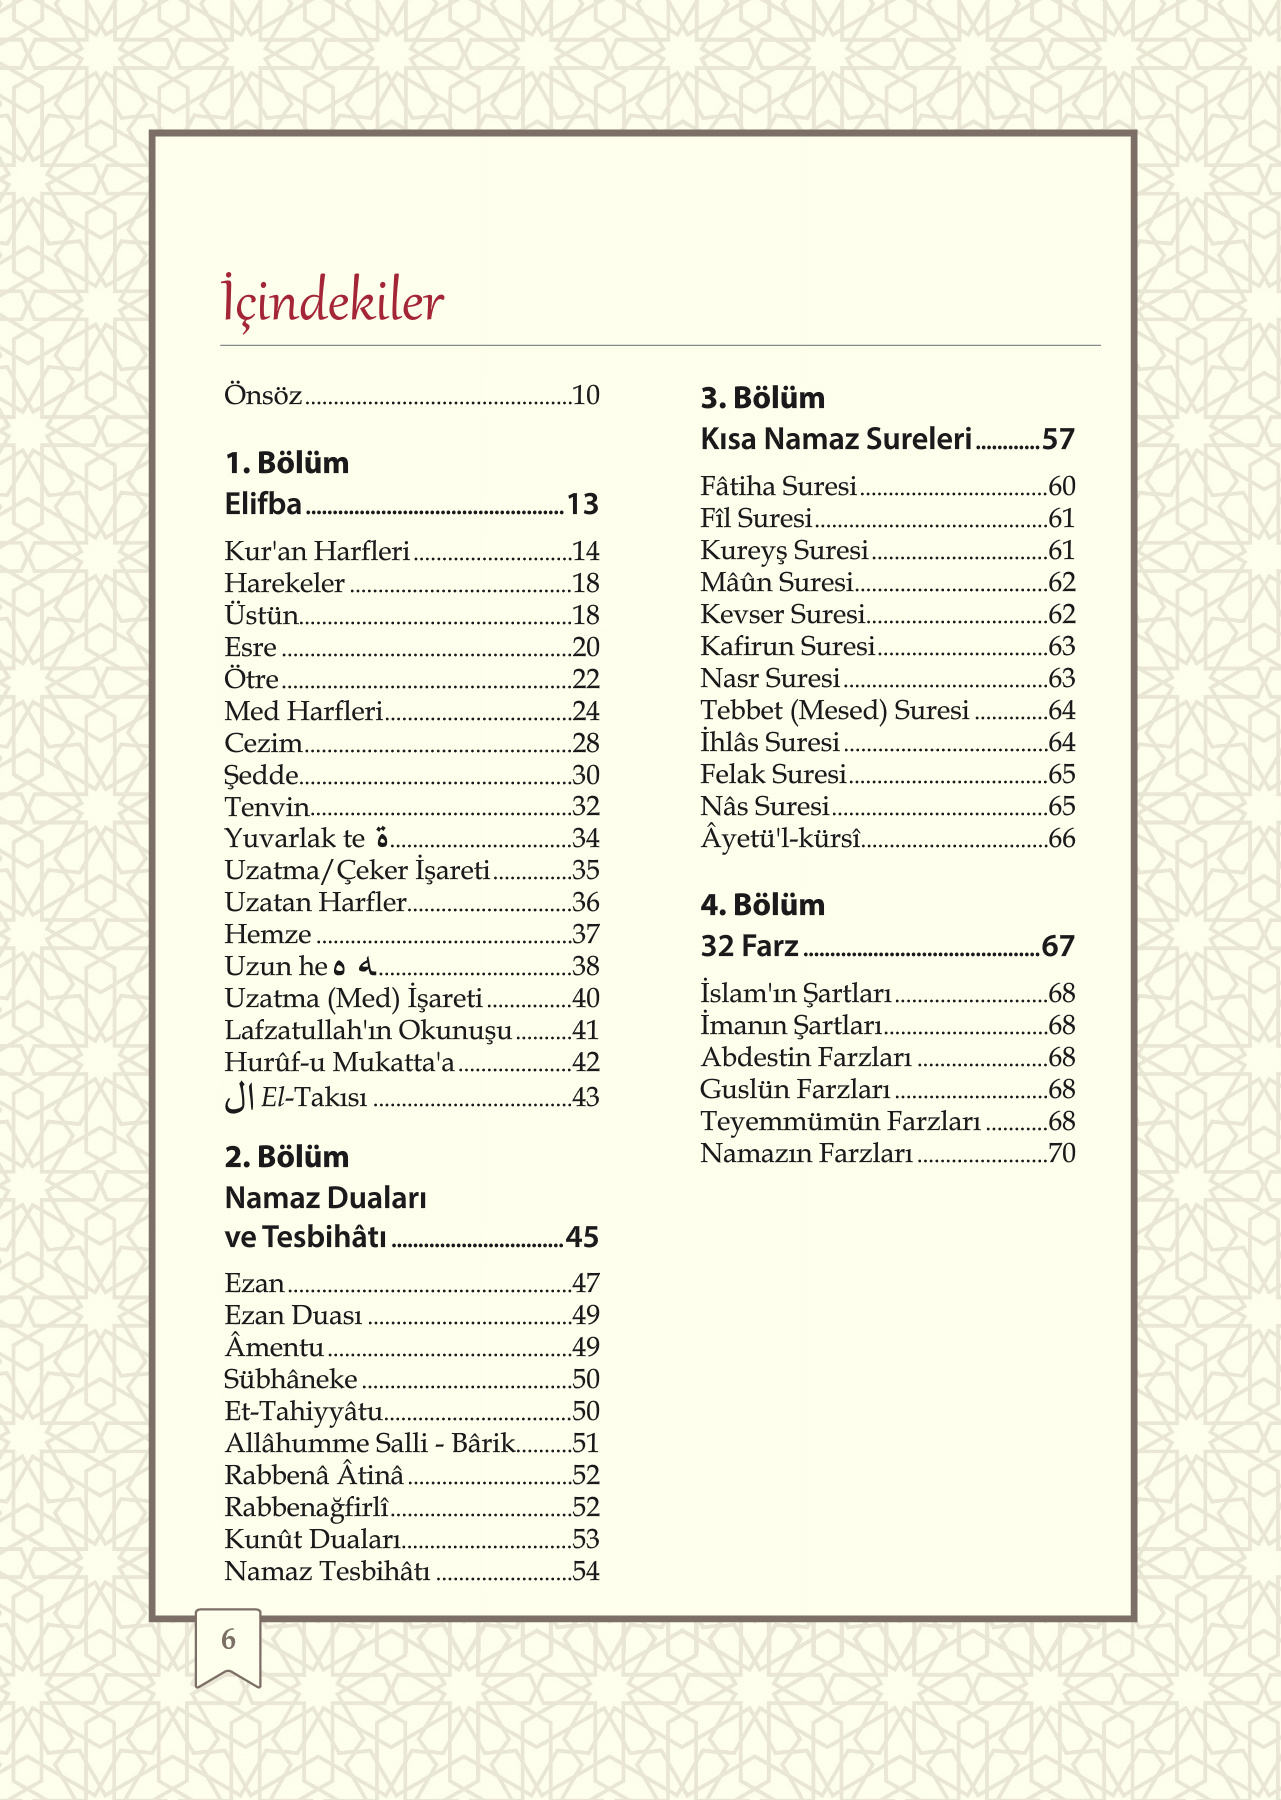 İçindekiler
Önsöz..........10
1. Bölüm
Elifba..........13
Kur'an Harfleri..........14
Harekeler..........18
Üstün..........18
Esre..........20
Ötre..........22
Med Harfleri..........24
Cezim..........28
Şedde..........30
Tenvin..........32
Yuvarlak te ة..........34
Uzatma/Çeker İşareti..........35
Uzatan Harfler..........36
Hemze..........37
Uzun he ه ـه..........38
Uzatma (Med) İşareti..........40
Lafzatullah'ın Okunuşu..........41
Hurûf-u Mukatta'a..........42
ال El-Takısı..........43
2. Bölüm
Namaz Duaları
ve Tesbihâtı..........45
Ezan..........47
Ezan Duası..........49
Âmentu..........49
Sübhâneke..........50
Et-Tahiyyâtu..........50
Allâhumme Salli - Bârik..........51
Rabbenâ Âtinâ..........52
Rabbenağfirlî..........52
Kunût Duaları..........53
Namaz Tesbihâtı..........54
3. Bölüm
Kısa Namaz Sureleri..........57
Fâtiha Suresi..........60
Fîl Suresi..........61
Kureyş Suresi..........61
Mâûn Suresi..........62
Kevser Suresi..........62
Kafirun Suresi..........63
Nasr Suresi..........63
Tebbet (Mesed) Suresi..........64
İhlâs Suresi..........64
Felak Suresi..........65
Nâs Suresi..........65
Âyetü'l-kürsî..........66
4. Bölüm
32 Farz..........67
İslam'ın Şartları..........68
İmanın Şartları..........68
Abdestin Farzları..........68
Guslün Farzları..........68
Teyemmümün Farzları..........68
Namazın Farzları..........70
6